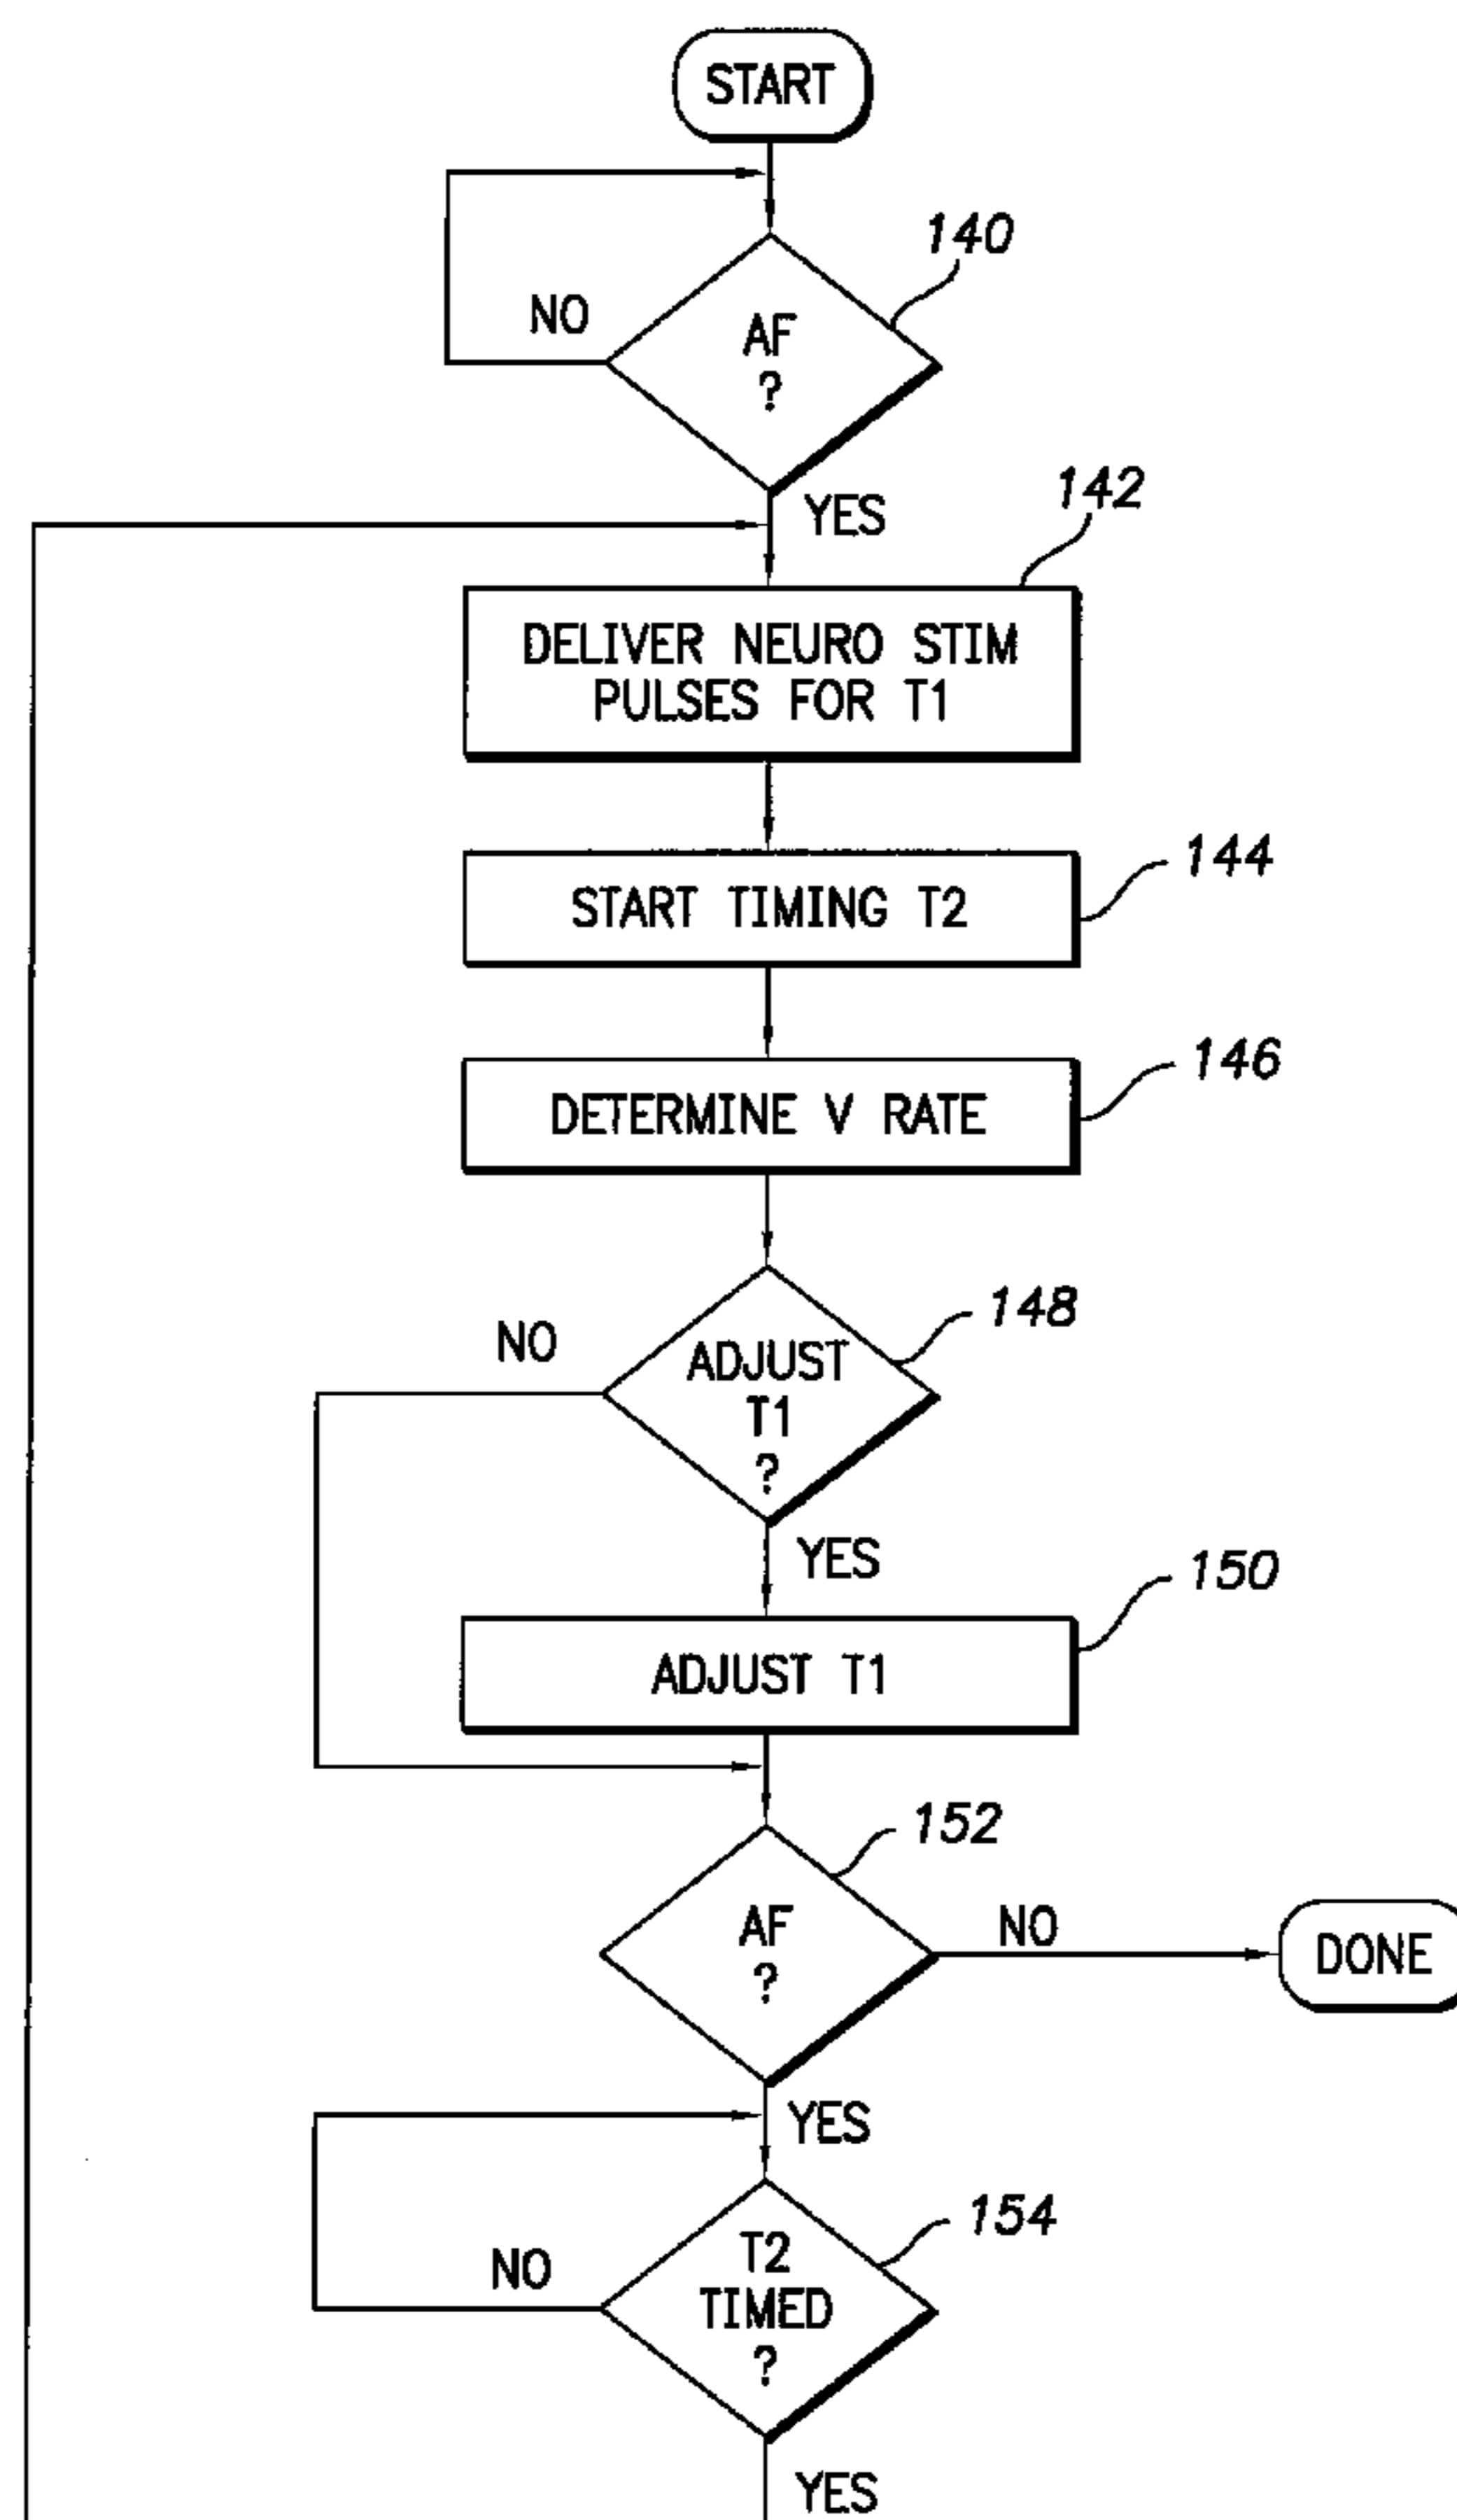 START
140
NO
AF
?
YES
142
DELIVER NEURO STIM
PULSES FOR T1
144
START TIMING T2
146
DETERMINE V RATE
148
NO
ADJUST
T1
?
YES
150
ADJUST T1
152
AF
?
NO
DONE
YES
154
NO
T2
TIMED
?
YES